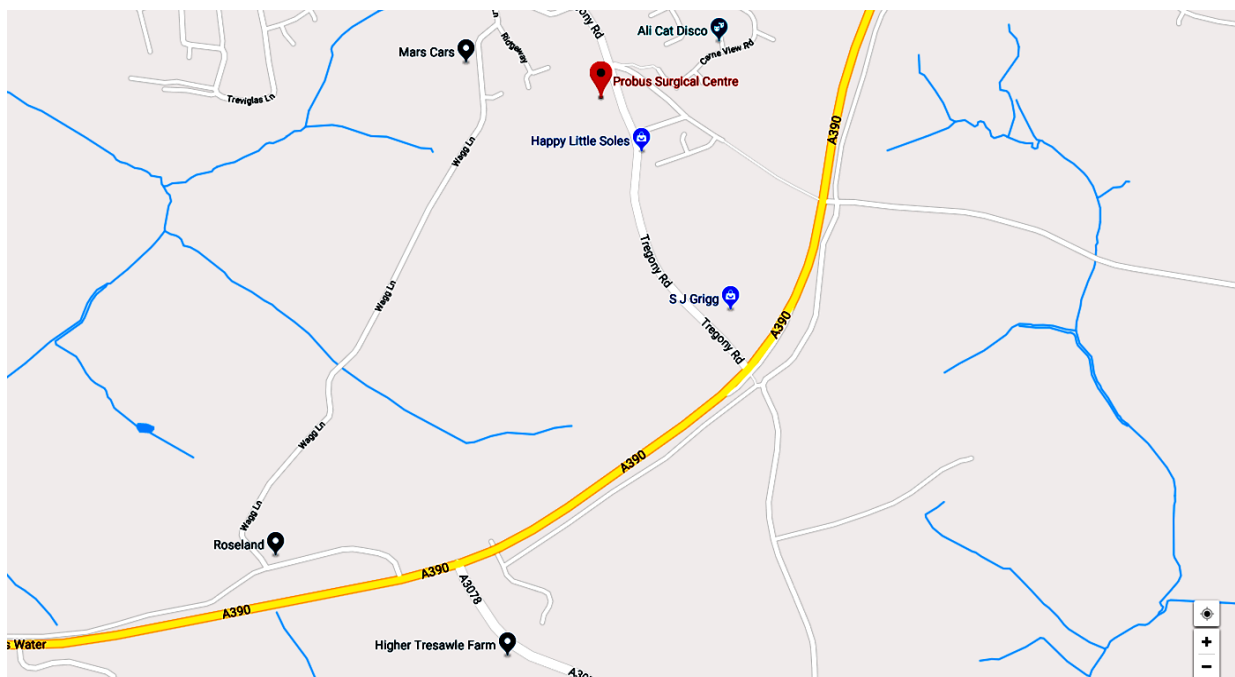 Ln
Rd
Ali Cat Disco
Ridgeway
Mars Cars
Carne View Rd
Probus Surgical Centre
Treviglas Ln
A390
Happy Little Soles
Wagg Ln
Tregony Rd
Wagg Ln
S J Grigg
A390
Tregony Rd
Wagg Ln
A390
Wagg Ln
Roseland
A390
A3078
A390
s Water
Higher Tresawle Farm
+
−